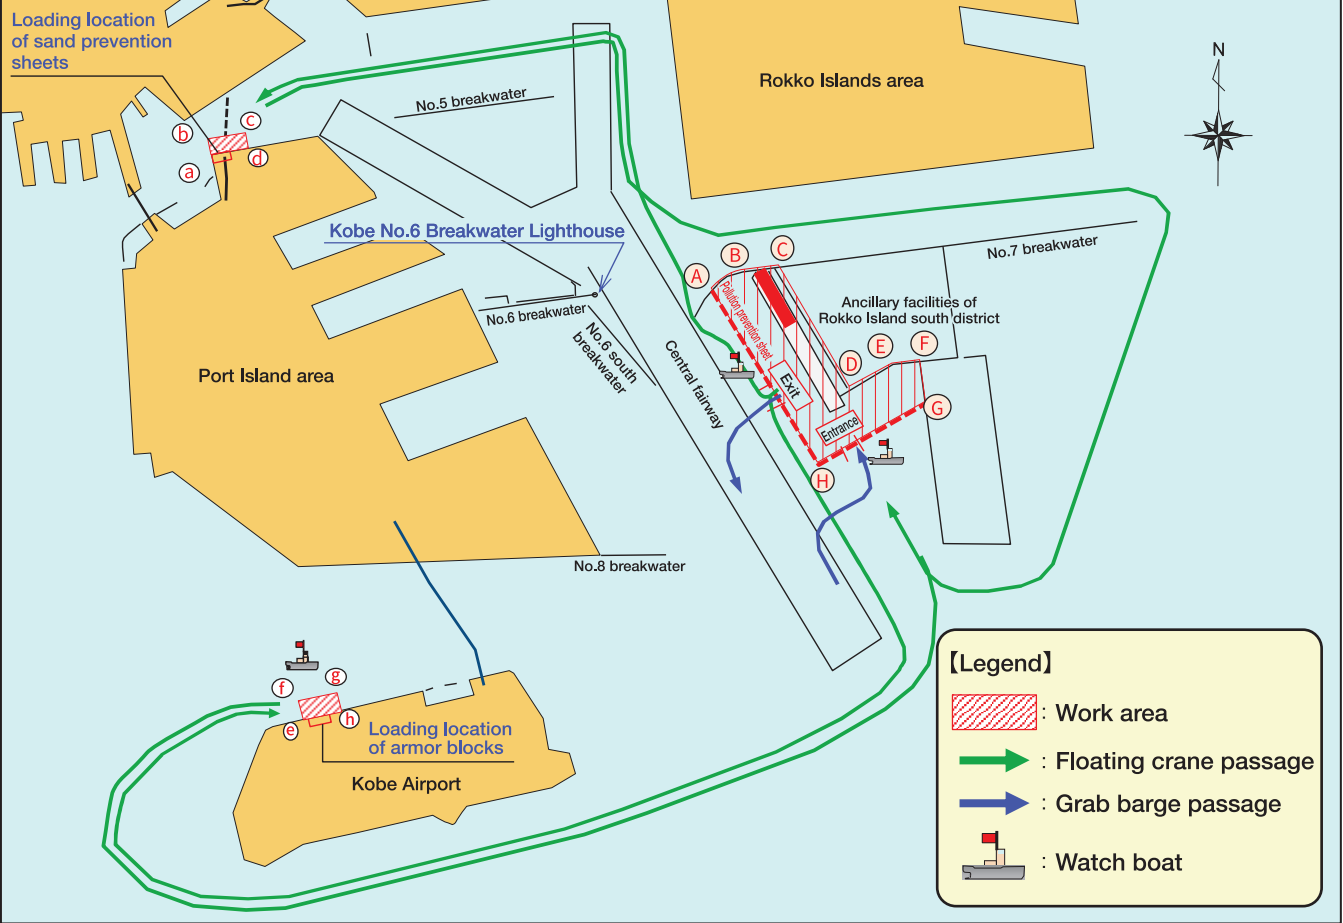 Loading location
of sand prevention
sheets
No.5 breakwater
Rokko Islands area
N
b
c
a
d
Kobe No.6 Breakwater Lighthouse
No.7 breakwater
A
B
C
Pollution prevention sheet
Ancillary facilities of
Rokko Island south district
No.6 breakwater
No.6 south
breakwater
Central fairway
D
E
F
G
H
Exit
Entrance
Port Island area
No.8 breakwater
f
g
e
h
Loading location
of armor blocks
Kobe Airport
【Legend】
: Work area
: Floating crane passage
: Grab barge passage
: Watch boat